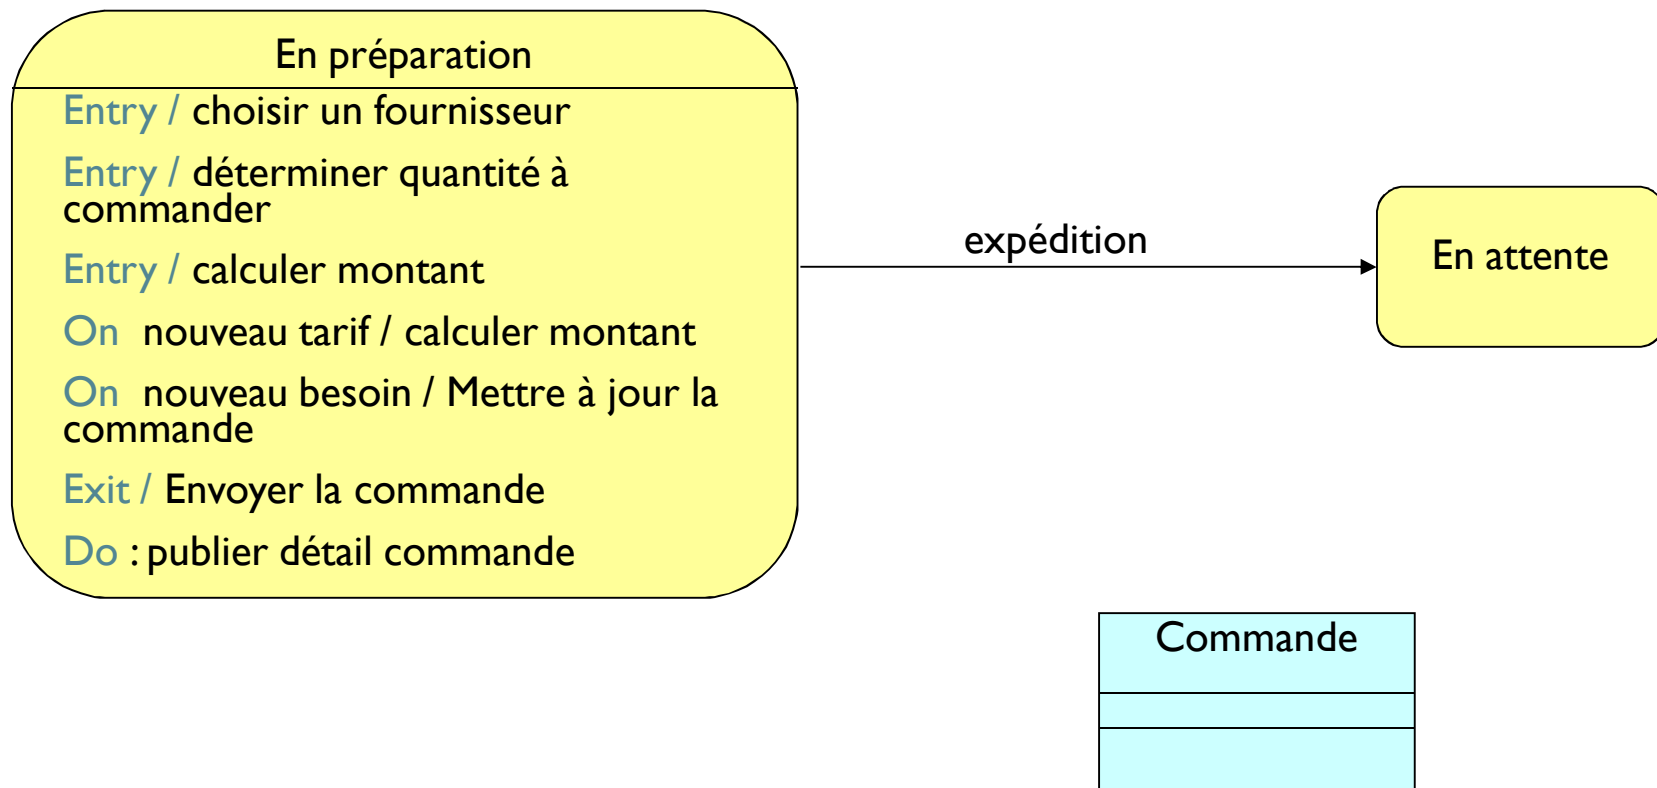 En préparation
Entry / choisir un fournisseur
Entry / déterminer quantité à
commander
Entry / calculer montant
On nouveau tarif / calculer montant
On nouveau besoin / Mettre à jour la
commande
Exit / Envoyer la commande
Do : publier détail commande
expédition
En attente
Commande